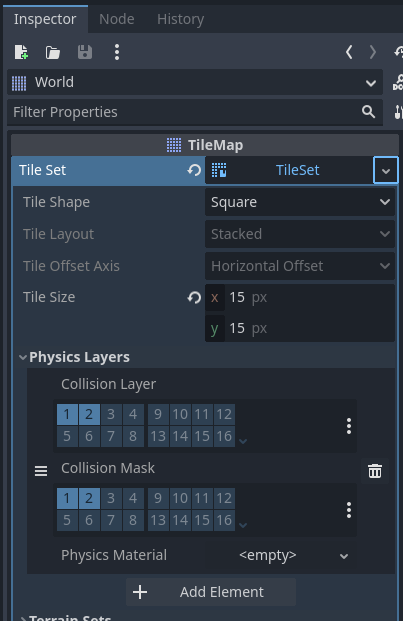 Inspector Node History
World
Filter Properties
TileMap
Tile Set TileSet
Tile Shape Square
Tile Layout Stacked
Tile Offset Axis Horizontal Offset
Tile Size x 15 px
y 15 px
Physics Layers
Collision Layer
1 2 3 4 9 10 11 12
5 6 7 8 13 14 15 16
Collision Mask
1 2 3 4 9 10 11 12
5 6 7 8 13 14 15 16
Physics Material <empty>
Add Element
Terrain Sets